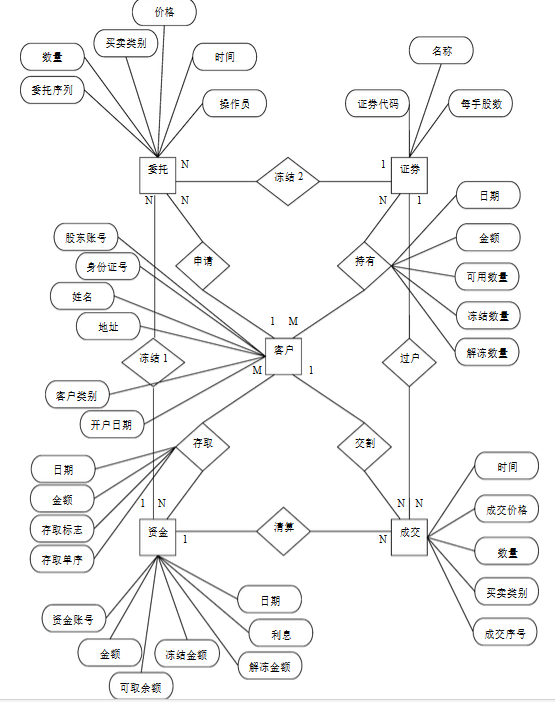 价格
买卖类别
数量
时间
名称
委托序列
操作员
证券代码
每手股数
委托
N
冻结 2
1
证券
N
N
N
1
日期
股东账号
申请
持有
金额
身份证号
可用数量
姓名
冻结数量
地址
1
M
客户
解冻数量
冻结 1
过户
M
1
客户类别
开户日期
存取
交割
日期
时间
金额
存取标志
1
N
N
N
成交价格
存取单序
资金
1
清算
N
成交
数量
买卖类别
日期
资金账号
利息
成交序号
金额
冻结金额
解冻金额
可取余额